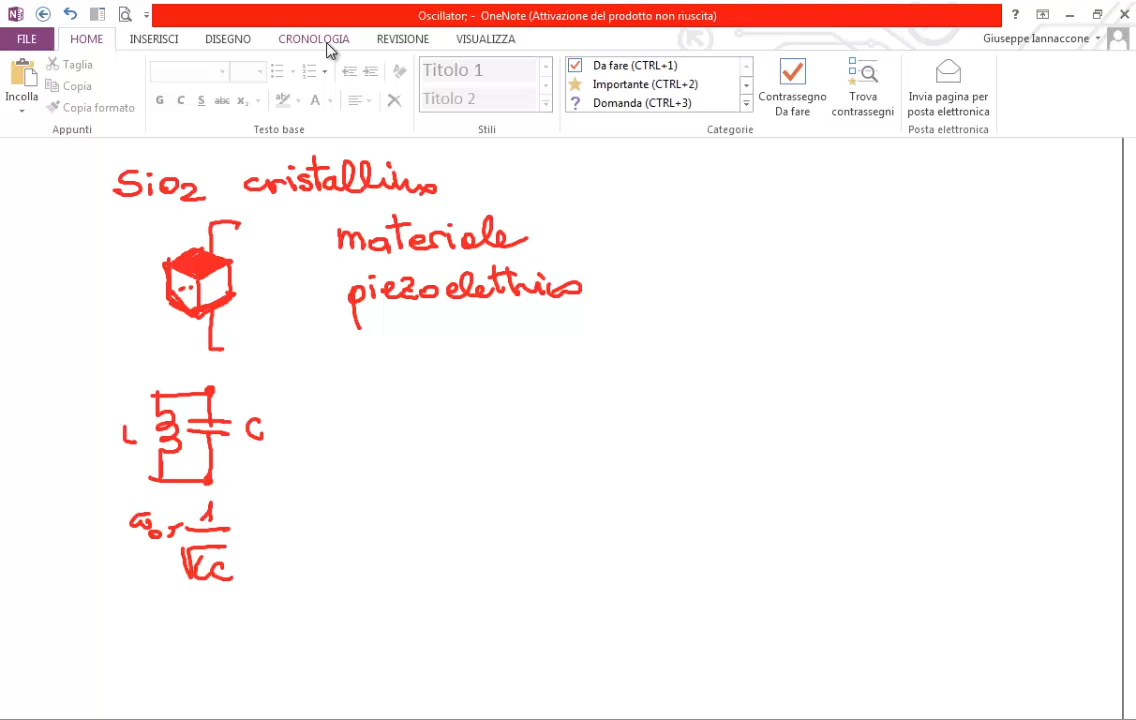 Oscillator; - OneNote (Attivazione del prodotto non riuscita)
?
FILE HOME INSERISCI DISEGNO CRONOLOGIA REVISIONE VISUALIZZA
Giuseppe Iannaccone
Incolla
Taglia
Copia
Copia formato
Appunti
G C S abc x₂ ab A
Testo base
Titolo 1
Titolo 2
Stili
Da fare (CTRL+1)
Importante (CTRL+2)
? Domanda (CTRL+3)
Contrassegno
Da fare
Trova
contrassegni
Categorie
Invia pagina per
posta elettronica
Posta elettronica
SiO2 cristallino
materiale
piezoelettrico
L C
ω₀ = 1/√LC